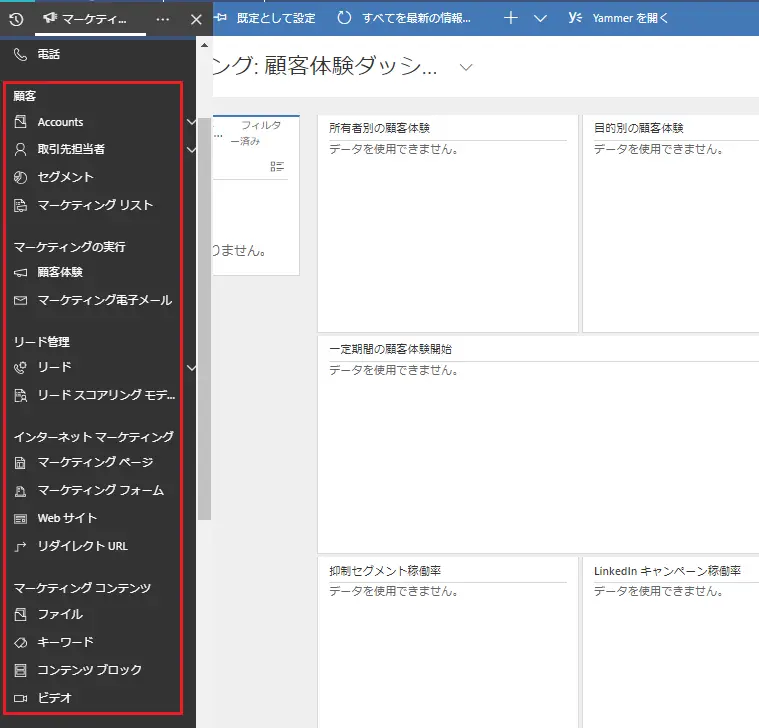 マーケティ...
既定として設定
すべてを最新の情報...
Yammer を開く
電話
ング: 顧客体験ダッシ...
顧客
Accounts
取引先担当者
セグメント
マーケティング リスト
マーケティングの実行
顧客体験
マーケティング電子メール
リード管理
リード
リード スコアリング モデ...
インターネット マーケティング
マーケティング ページ
マーケティング フォーム
Web サイト
リダイレクト URL
マーケティング コンテンツ
ファイル
キーワード
コンテンツ ブロック
ビデオ
... フィルタ
ー済み
りません。
所有者別の顧客体験
データを使用できません。
目的別の顧客体験
データを使用できません。
一定期間の顧客体験開始
データを使用できません。
抑制セグメント稼働率
データを使用できません。
LinkedIn キャンペーン稼働率
データを使用できません。